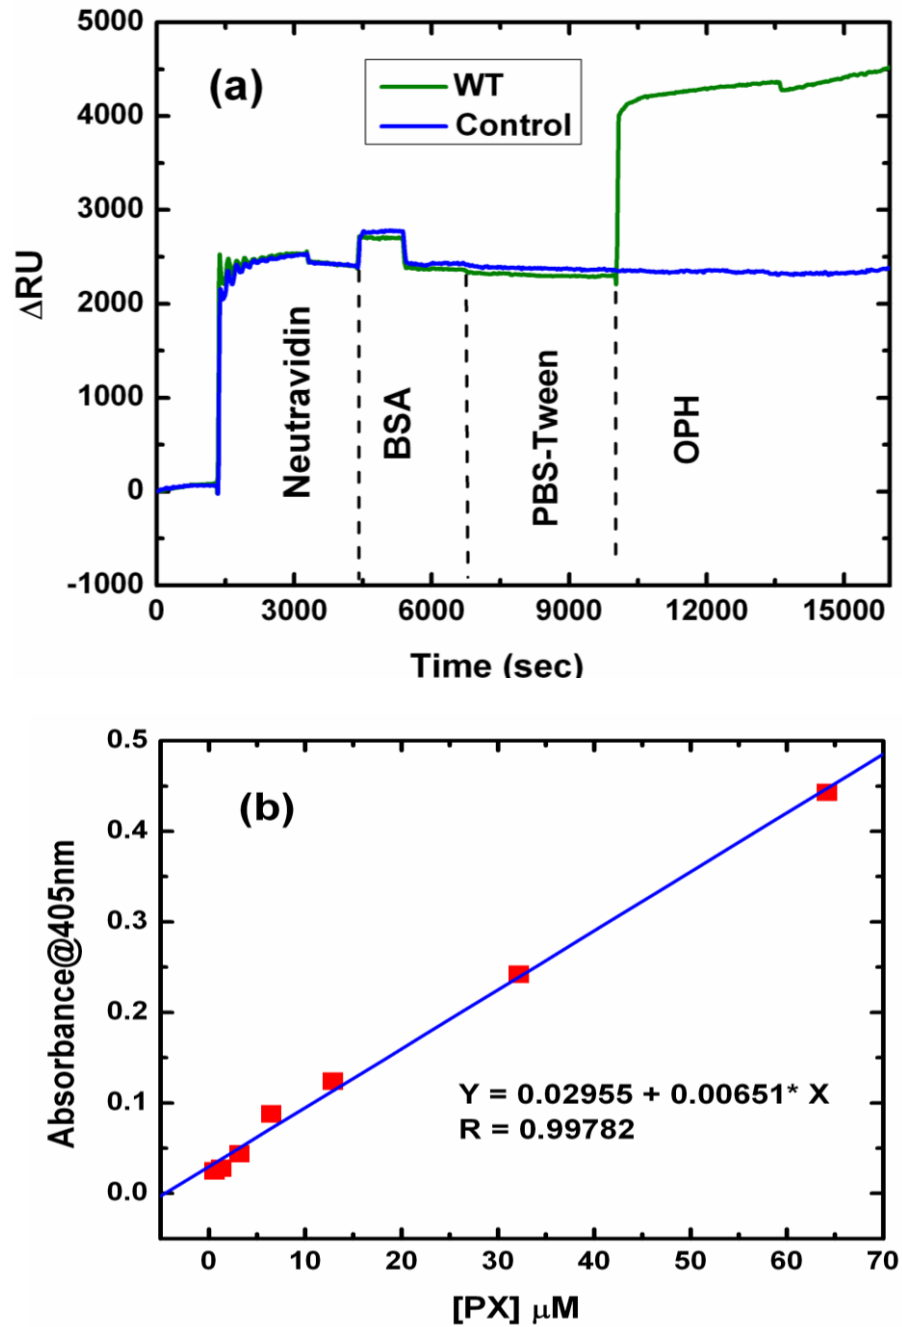 (a)
WT
Control
5000
4000
3000
2000
1000
0
-1000
ΔRU
Neutravidin
BSA
PBS-Tween
OPH
0 3000 6000 9000 12000 15000
Time (sec)
(b)
0.5
0.4
0.3
0.2
0.1
0.0
Absorbance@405nm
Y = 0.02955 + 0.00651* X
R = 0.99782
0 10 20 30 40 50 60 70
[PX] μM